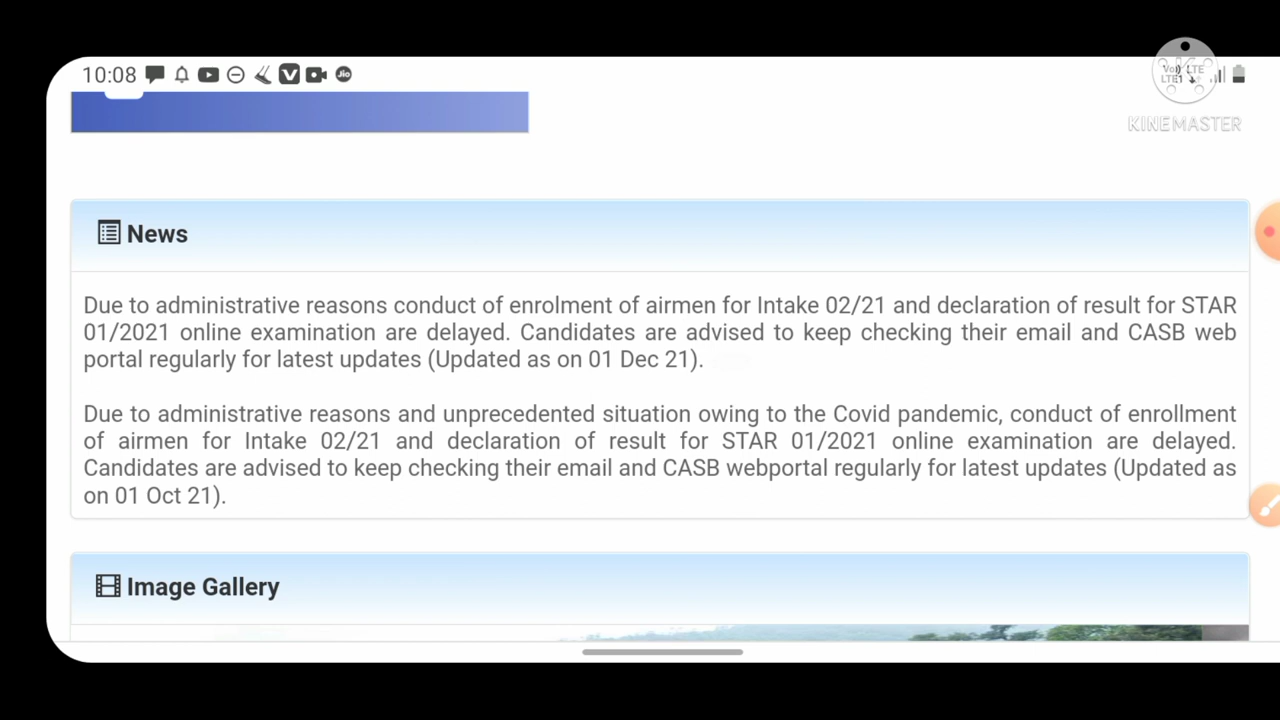 10:08
Jio
Vo)) LTE
LTE1
KINEMASTER
News
Due to administrative reasons conduct of enrolment of airmen for Intake 02/21 and declaration of result for STAR
01/2021 online examination are delayed. Candidates are advised to keep checking their email and CASB web
portal regularly for latest updates (Updated as on 01 Dec 21).
Due to administrative reasons and unprecedented situation owing to the Covid pandemic, conduct of enrollment
of airmen for Intake 02/21 and declaration of result for STAR 01/2021 online examination are delayed.
Candidates are advised to keep checking their email and CASB webportal regularly for latest updates (Updated as
on 01 Oct 21).
Image Gallery